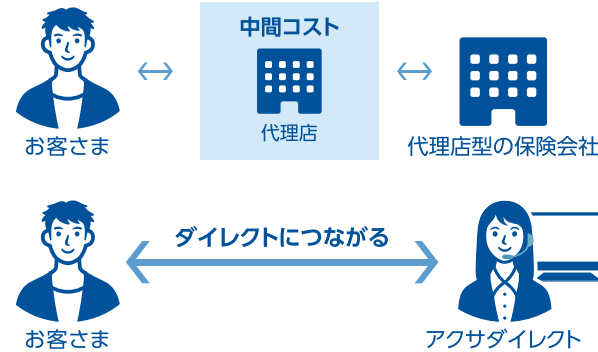 中間コスト
代理店
お客さま
代理店型の保険会社
ダイレクトにつながる
お客さま
アクサダイレクト